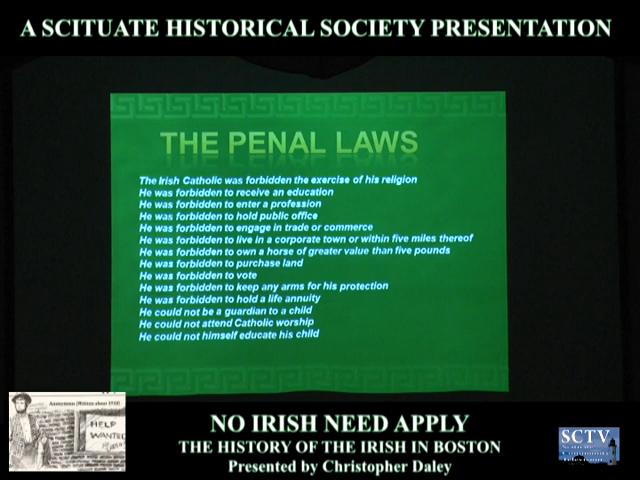 A SCITUATE HISTORICAL SOCIETY PRESENTATION
THE PENAL LAWS
The Irish Catholic was forbidden the exercise of his religion
He was forbidden to receive an education
He was forbidden to enter a profession
He was forbidden to hold public office
He was forbidden to engage in trade or commerce
He was forbidden to live in a corporate town or within five miles thereof
He was forbidden to own a horse of greater value than five pounds
He was forbidden to purchase land
He was forbidden to vote
He was forbidden to keep any arms for his protection
He was forbidden to hold a life annuity
He could not be a guardian to a child
He could not attend Catholic worship
He could not himself educate his child
HELP
WANTED
NO IRISH NEED APPLY
THE HISTORY OF THE IRISH IN BOSTON
Presented by Christopher Daley
SCTV
Scituate
Community
Television